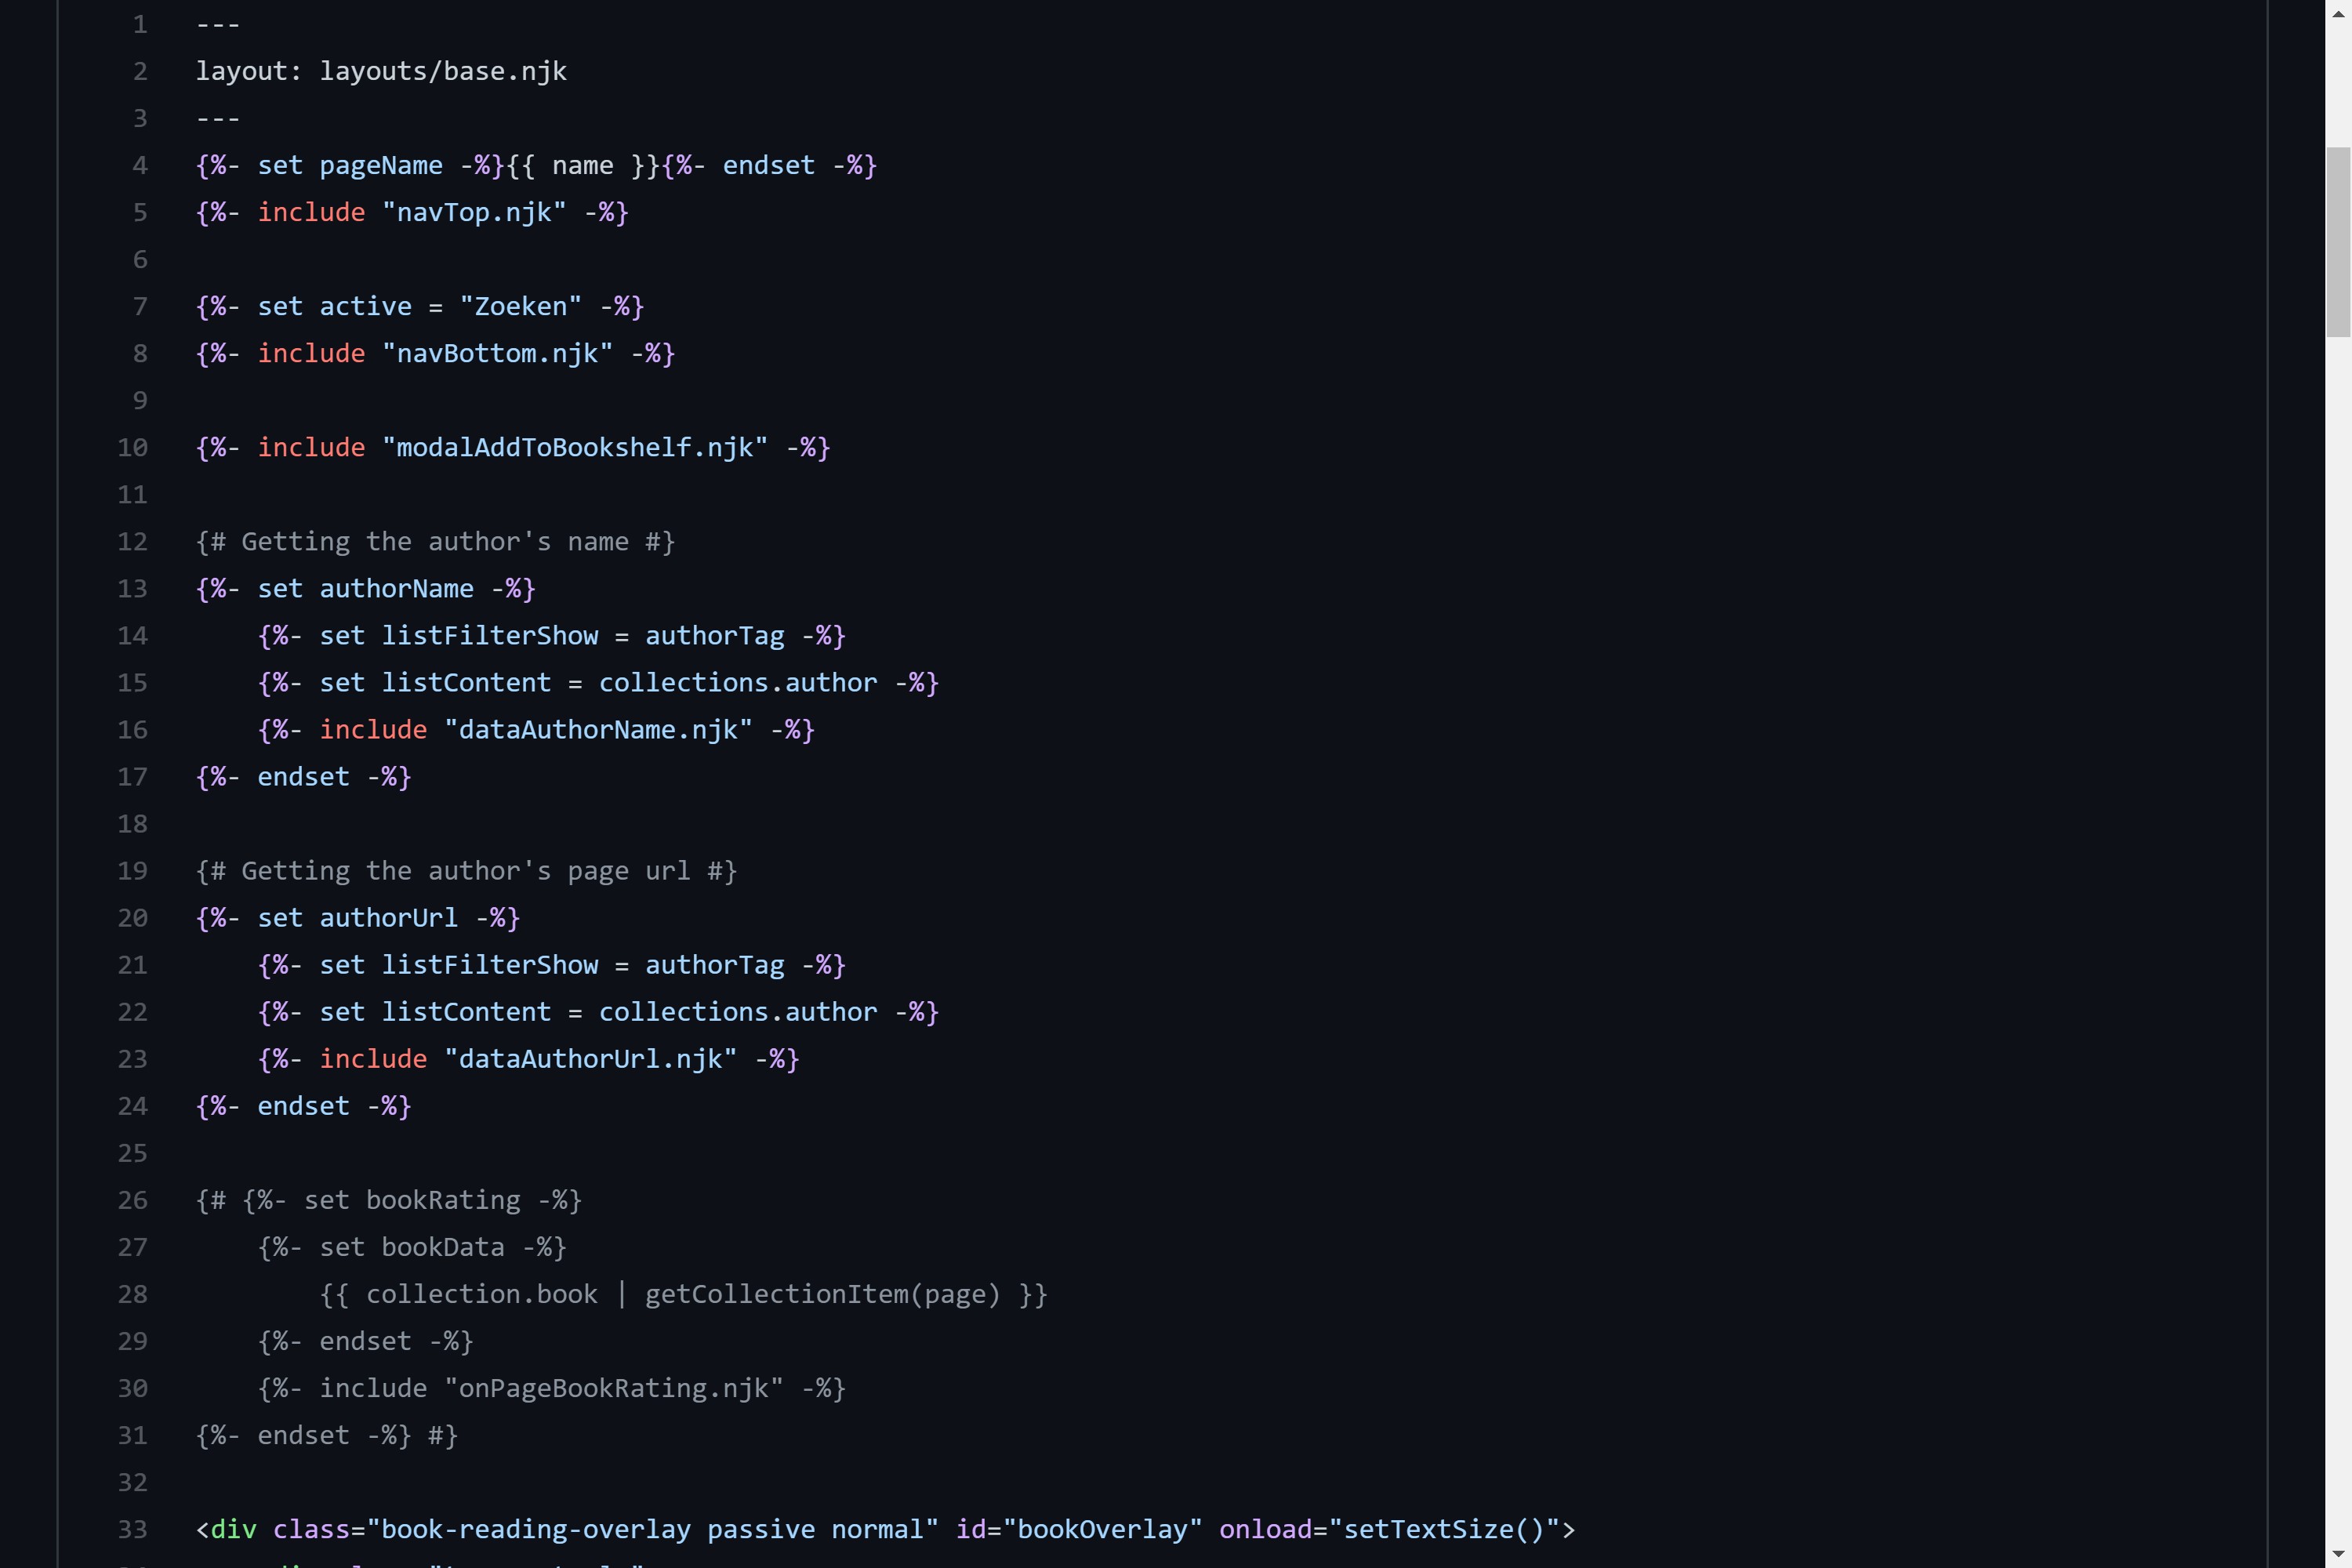 1 ---
2 layout: layouts/base.njk
3 ---
4 {%- set pageName -%}{{ name }}{%- endset -%}
5 {%- include "navTop.njk" -%}
6
7 {%- set active = "Zoeken" -%}
8 {%- include "navBottom.njk" -%}
9
10 {%- include "modalAddToBookshelf.njk" -%}
11
12 {# Getting the author's name #}
13 {%- set authorName -%}
14     {%- set listFilterShow = authorTag -%}
15     {%- set listContent = collections.author -%}
16     {%- include "dataAuthorName.njk" -%}
17 {%- endset -%}
18
19 {# Getting the author's page url #}
20 {%- set authorUrl -%}
21     {%- set listFilterShow = authorTag -%}
22     {%- set listContent = collections.author -%}
23     {%- include "dataAuthorUrl.njk" -%}
24 {%- endset -%}
25
26 {# {%- set bookRating -%}
27     {%- set bookData -%}
28         {{ collection.book | getCollectionItem(page) }}
29     {%- endset -%}
30     {%- include "onPageBookRating.njk" -%}
31 {%- endset -%} #}
32
33 <div class="book-reading-overlay passive normal" id="bookOverlay" onload="setTextSize()">